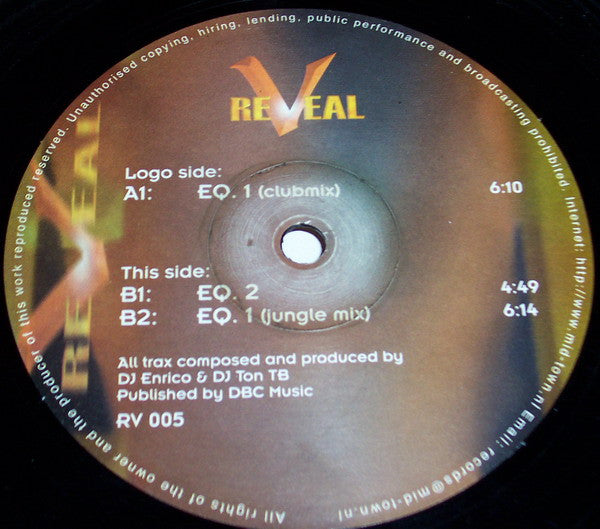 REVEAL
Logo side:
A1: EQ. 1 (clubmix) 6:10
This side:
B1: EQ. 2 4:49
B2: EQ. 1 (jungle mix) 6:14
All trax composed and produced by
DJ Enrico & DJ Ton TB
Published by DBC Music
RV 005
REVEAL
All rights of the owner and the producer of this work reproduced reserved. Unauthorised copying, hiring, lending, public performance and broadcasting prohibited. Internet: http://www.mid-town.nl Email: records@mid-town.nl